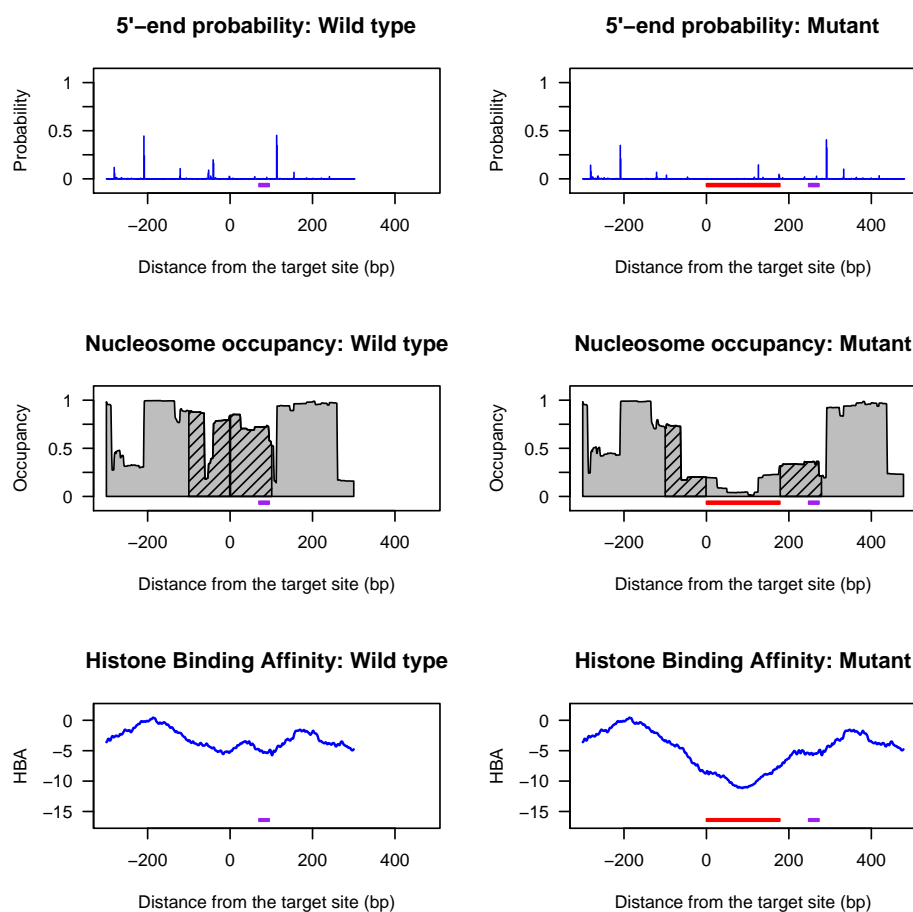 5'−end probability: Wild type
Probability
1
0.5
0
−200 0 200 400
Distance from the target site (bp)
5'−end probability: Mutant
Probability
1
0.5
0
−200 0 200 400
Distance from the target site (bp)
Nucleosome occupancy: Wild type
Occupancy
1
0.5
0
−200 0 200 400
Distance from the target site (bp)
Nucleosome occupancy: Mutant
Occupancy
1
0.5
0
−200 0 200 400
Distance from the target site (bp)
Histone Binding Affinity: Wild type
HBA
0
−5
−10
−15
−200 0 200 400
Distance from the target site (bp)
Histone Binding Affinity: Mutant
HBA
0
−5
−10
−15
−200 0 200 400
Distance from the target site (bp)